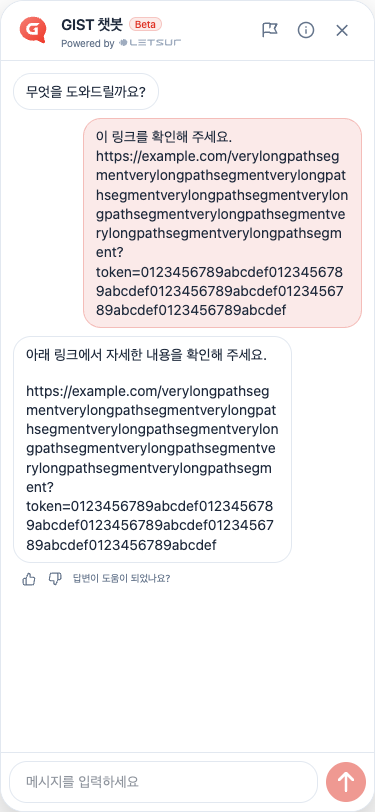 GIST 챗봇 Beta
Powered by LETSUR
무엇을 도와드릴까요?
이 링크를 확인해 주세요.
https://example.com/verylongpathseg
mentverylongpathsegmentverylongpat
hsegmentverylongpathsegmentverylon
gpathsegmentverylongpathsegmentve
rylongpathsegmentverylongpathsegm
ent?
token=0123456789abcdef012345678
9abcdef0123456789abcdef01234567
89abcdef0123456789abcdef
아래 링크에서 자세한 내용을 확인해 주세요.
https://example.com/verylongpathseg
mentverylongpathsegmentverylongpat
hsegmentverylongpathsegmentverylon
gpathsegmentverylongpathsegmentve
rylongpathsegmentverylongpathsegm
ent?
token=0123456789abcdef012345678
9abcdef0123456789abcdef01234567
89abcdef0123456789abcdef
답변이 도움이 되었나요?
메시지를 입력하세요